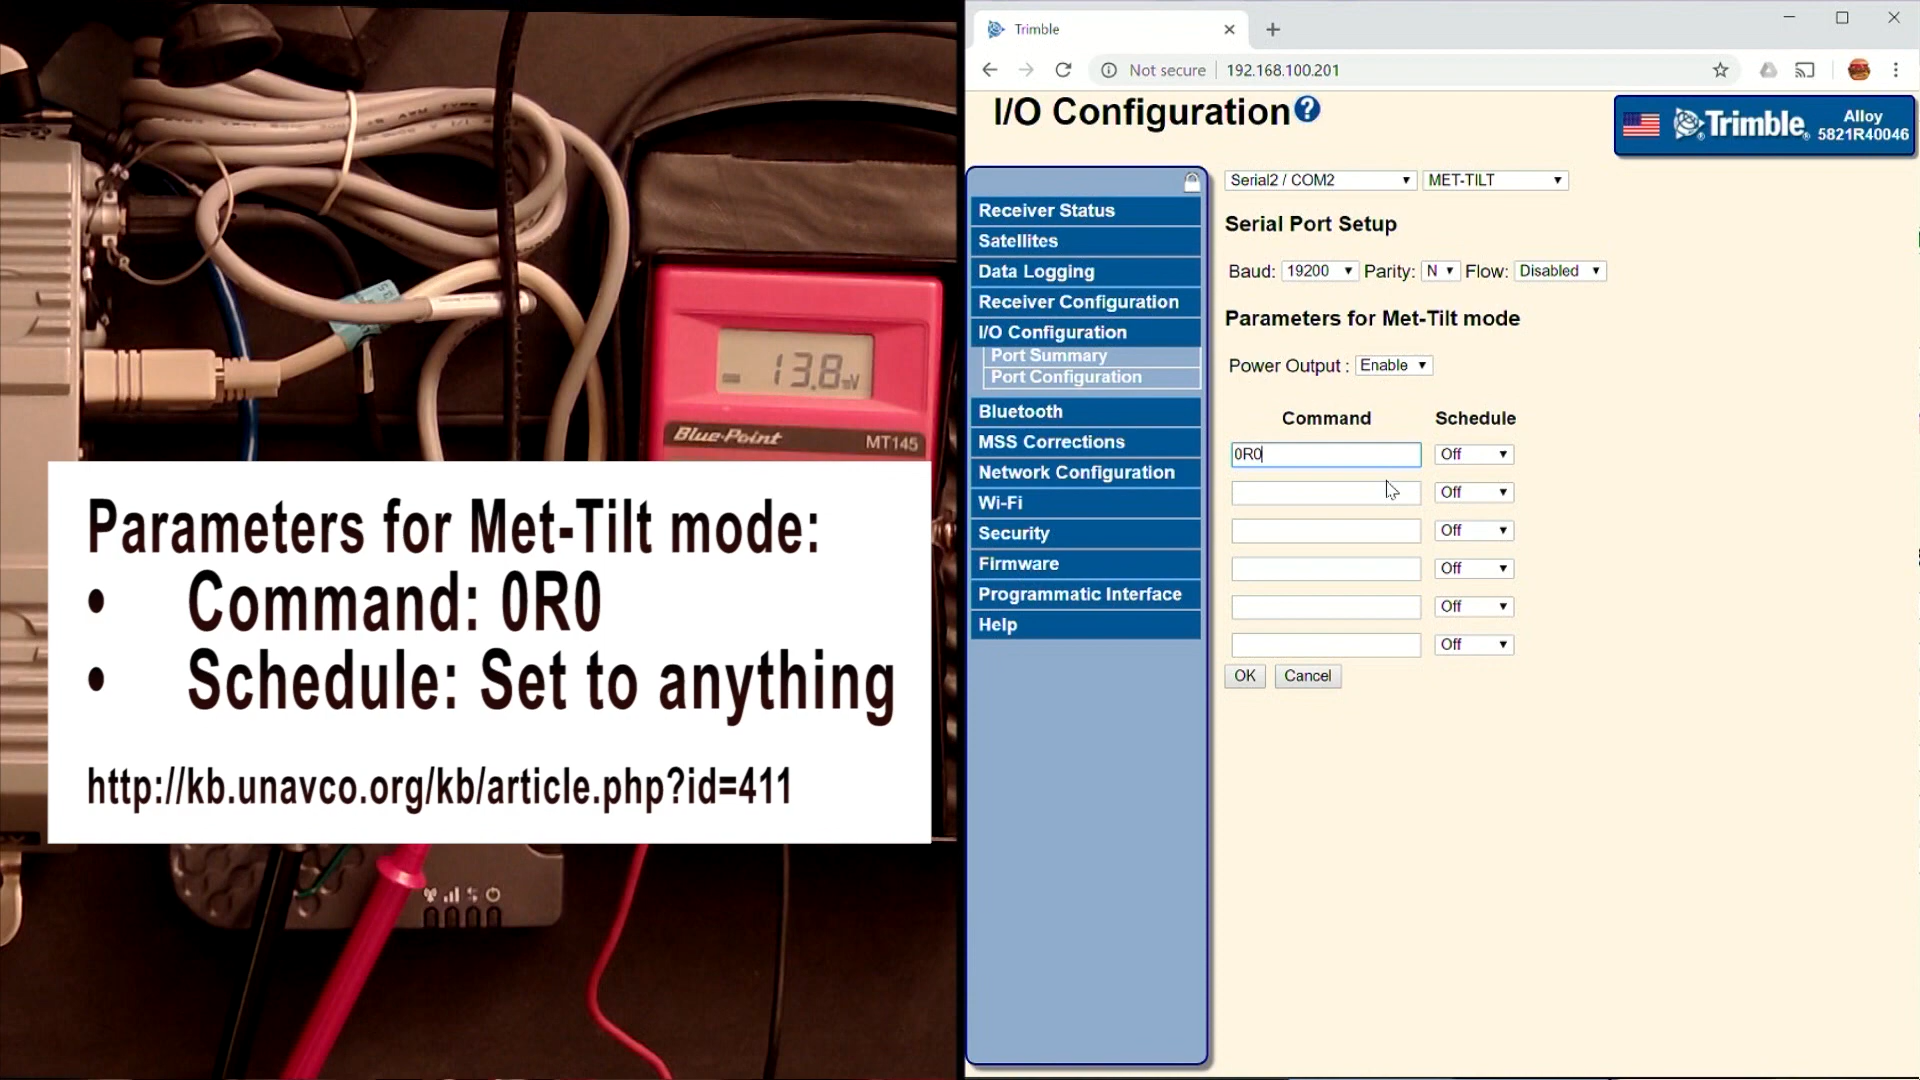 13.8 mV
Blue-Point
MT145
Parameters for Met-Tilt mode:
• Command: 0R0
• Schedule: Set to anything
http://kb.unavco.org/kb/article.php?id=411
Trimble
Not secure
192.168.100.201
I/O Configuration?
Trimble
Alloy
5821R40046
Receiver Status
Satellites
Data Logging
Receiver Configuration
I/O Configuration
Port Summary
Port Configuration
Bluetooth
MSS Corrections
Network Configuration
Wi-Fi
Security
Firmware
Programmatic Interface
Help
Serial2 / COM2 MET-TILT
Serial Port Setup
Baud: 19200 Parity: N Flow: Disabled
Parameters for Met-Tilt mode
Power Output : Enable
Command Schedule
0R0 Off
Off
Off
Off
Off
Off
OK Cancel